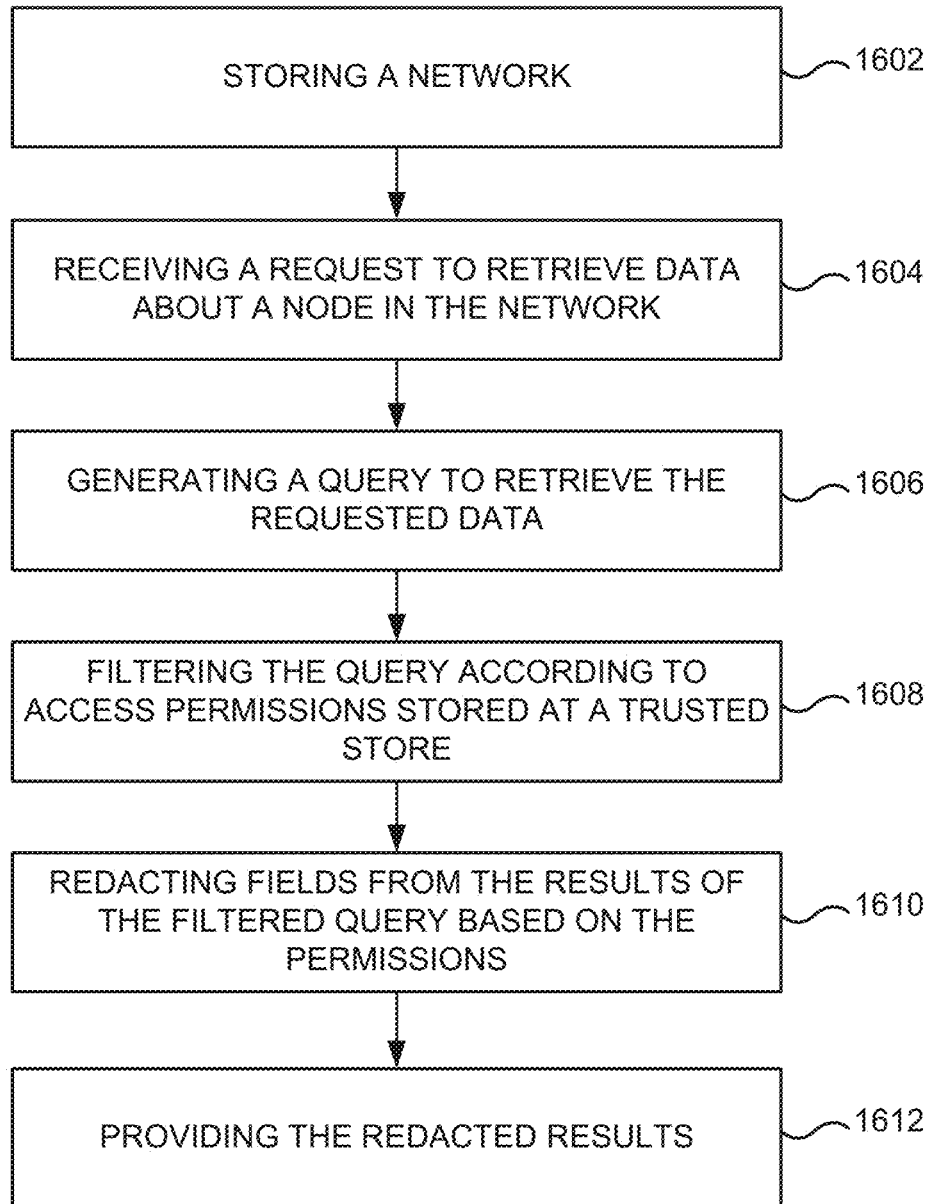 STORING A NETWORK
1602
RECEIVING A REQUEST TO RETRIEVE DATA
ABOUT A NODE IN THE NETWORK
1604
GENERATING A QUERY TO RETRIEVE THE
REQUESTED DATA
1606
FILTERING THE QUERY ACCORDING TO
ACCESS PERMISSIONS STORED AT A TRUSTED
STORE
1608
REDACTING FIELDS FROM THE RESULTS OF
THE FILTERED QUERY BASED ON THE
PERMISSIONS
1610
PROVIDING THE REDACTED RESULTS
1612